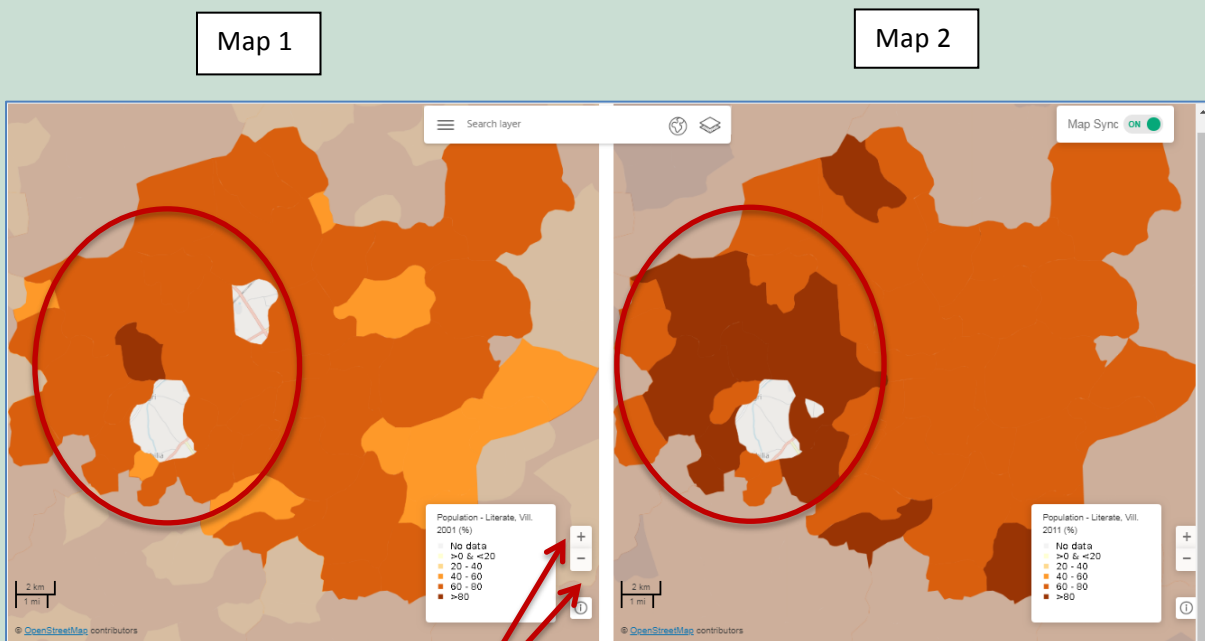 Map 1
Map 2
Search layer
Map Sync ON
Population - Literate, Vill.
2001 (%)
No data
>0 & <20
20 - 40
40 - 60
60 - 80
>80
+
−
2 km
1 mi
© OpenStreetMap contributors
Population - Literate, Vill.
2011 (%)
No data
>0 & <20
20 - 40
40 - 60
60 - 80
>80
+
−
2 km
1 mi
© OpenStreetMap contributors